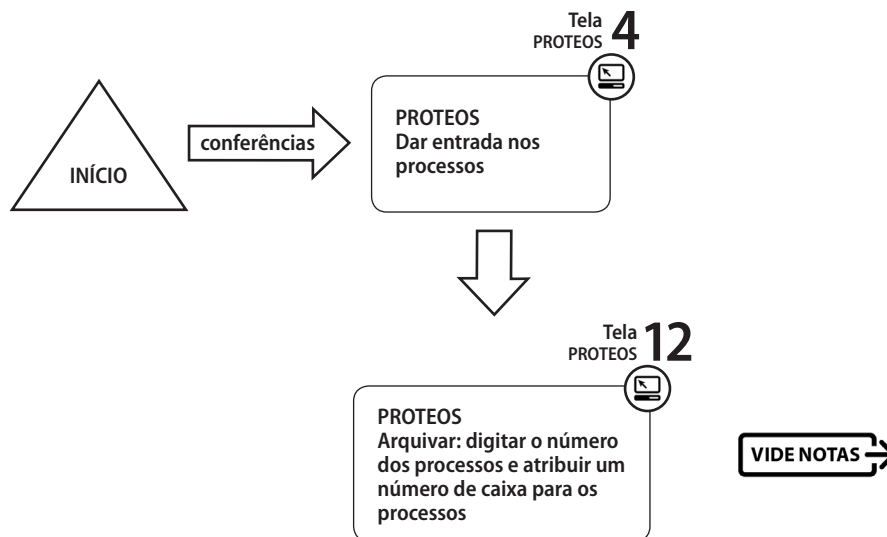 Tela
PROTEOS 4
INÍCIO
conferências
PROTEOS
Dar entrada nos
processos
Tela
PROTEOS 12
PROTEOS
Arquivar: digitar o número
dos processos e atribuir um
número de caixa para os
processos
VIDE NOTAS